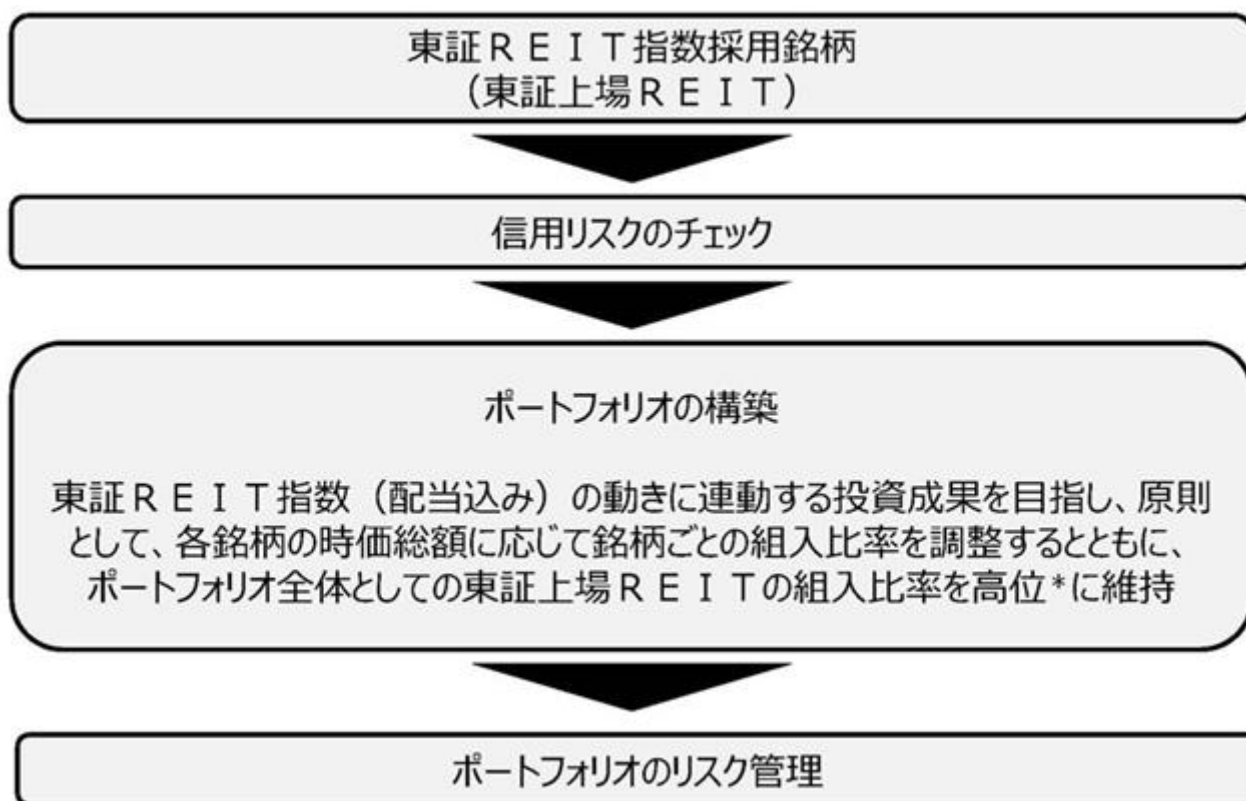 東証ＲＥＩＴ指数採用銘柄
（東証上場ＲＥＩＴ）
信用リスクのチェック
ポートフォリオの構築
東証ＲＥＩＴ指数（配当込み）の動きに連動する投資成果を目指し、原則
として、各銘柄の時価総額に応じて銘柄ごとの組入比率を調整するとともに、
ポートフォリオ全体としての東証上場ＲＥＩＴの組入比率を高位*に維持
ポートフォリオのリスク管理